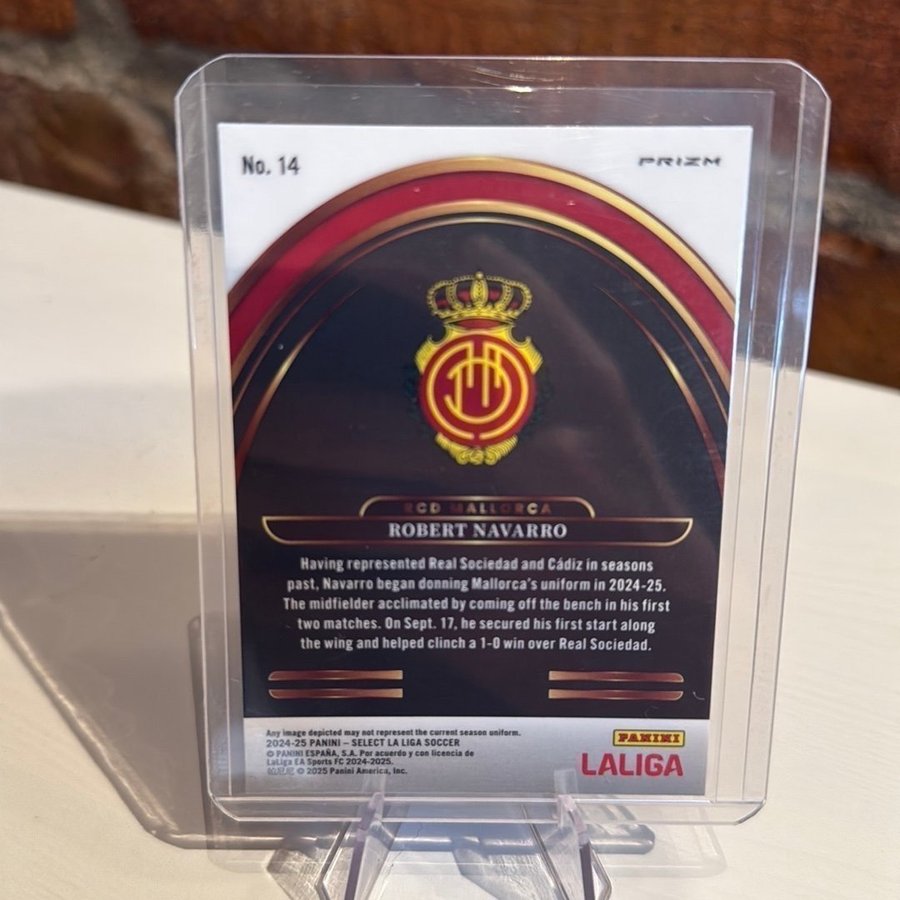 No. 14
PRIZM
RCD MALLORCA
ROBERT NAVARRO
Having represented Real Sociedad and Cádiz in seasons
past, Navarro began donning Mallorca's uniform in 2024-25.
The midfielder acclimated by coming off the bench in his first
two matches. On Sept. 17, he secured his first start along
the wing and helped clinch a 1-0 win over Real Sociedad.
Any image depicted may not represent the current season uniform.
2024-25 PANINI – SELECT LA LIGA SOCCER
© PANINI ESPAÑA, S.A. Por acuerdo y con licencia de
LaLiga EA Sports FC 2024-2025.
© 2025 Panini America, Inc.
PANINI
LALIGA